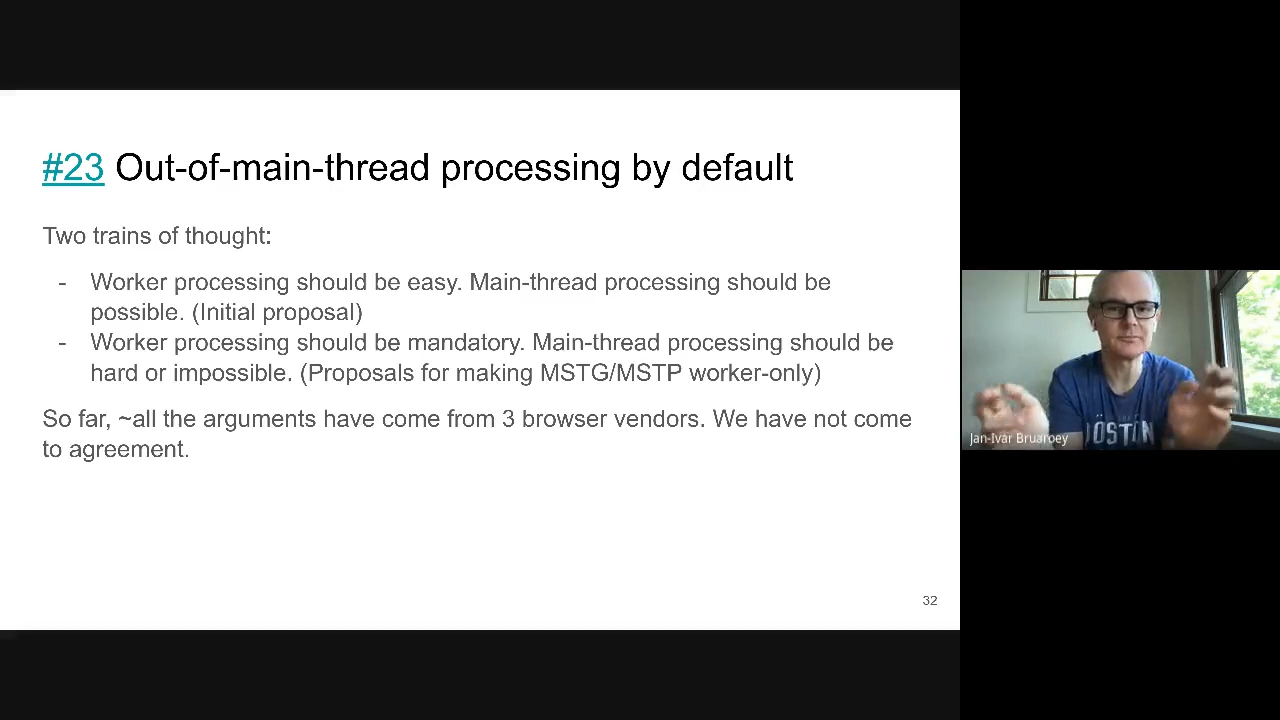 #23 Out-of-main-thread processing by default
Two trains of thought:
- Worker processing should be easy. Main-thread processing should be
possible. (Initial proposal)
- Worker processing should be mandatory. Main-thread processing should be
hard or impossible. (Proposals for making MSTG/MSTP worker-only)
So far, ~all the arguments have come from 3 browser vendors. We have not come
to agreement.
32
Jan-Ivar Bruaroey